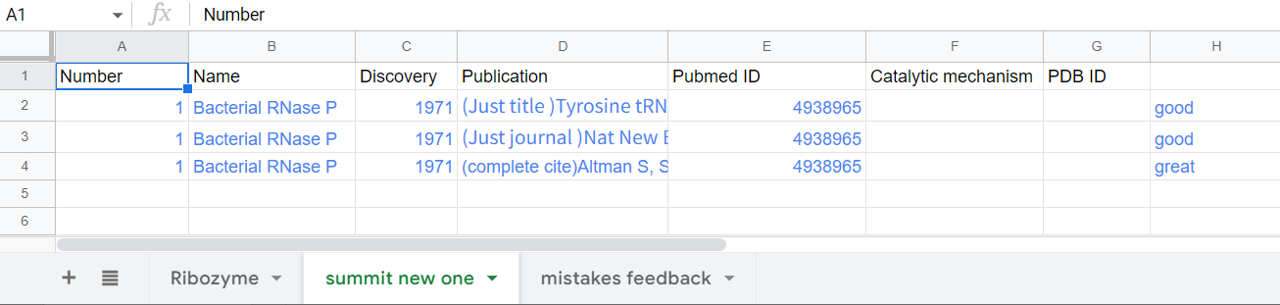 A1 fx Number
A B C D E F G H
1 Number Name Discovery Publication Pubmed ID Catalytic mechanism PDB ID
2 1 Bacterial RNase P 1971 (Just title )Tyrosine tRN 4938965 good
3 1 Bacterial RNase P 1971 (Just journal )Nat New 4938965 good
4 1 Bacterial RNase P 1971 (complete cite)Altman S, S 4938965 great
5
6
+ Ribozyme summit new one mistakes feedback